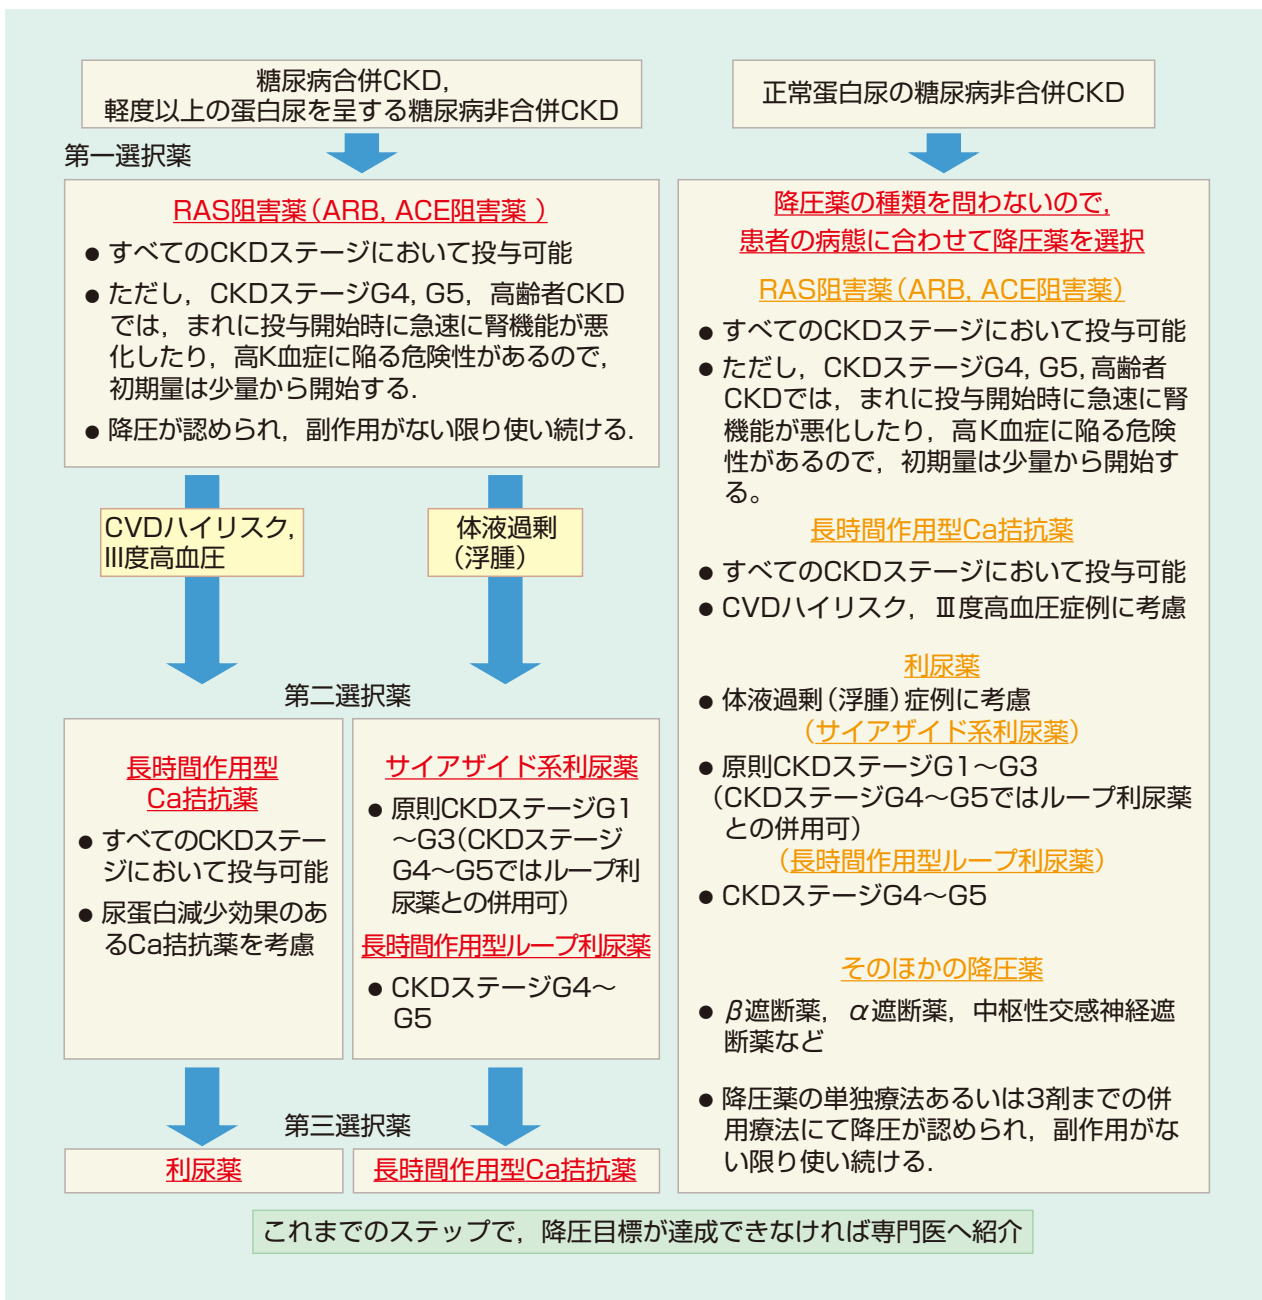 糖尿病合併CKD,
軽度以上の蛋白尿を呈する糖尿病非合併CKD
第一選択薬
RAS阻害薬(ARB, ACE阻害薬 )
● すべてのCKDステージにおいて投与可能
● ただし，CKDステージG4, G5，高齢者CKD
では，まれに投与開始時に急速に腎機能が悪
化したり，高K血症に陥る危険性があるので，
初期量は少量から開始する.
● 降圧が認められ，副作用がない限り使い続ける.
CVDハイリスク,
III度高血圧
体液過剰
（浮腫）
第二選択薬
長時間作用型
Ca拮抗薬
● すべてのCKDステー
ジにおいて投与可能
● 尿蛋白減少効果のあ
るCa拮抗薬を考慮
サイアザイド系利尿薬
● 原則CKDステージG1
～G3(CKDステージ
G4～G5ではループ利
尿薬との併用可)
長時間作用型ループ利尿薬
● CKDステージG4～
G5
第三選択薬
利尿薬
長時間作用型Ca拮抗薬
正常蛋白尿の糖尿病非合併CKD
降圧薬の種類を問わないので,
患者の病態に合わせて降圧薬を選択
RAS阻害薬(ARB, ACE阻害薬)
● すべてのCKDステージにおいて投与可能
● ただし，CKDステージG4, G5, 高齢者
CKDでは，まれに投与開始時に急速に腎
機能が悪化したり，高K血症に陥る危険
性があるので，初期量は少量から開始す
る。
長時間作用型Ca拮抗薬
● すべてのCKDステージにおいて投与可能
● CVDハイリスク，Ⅲ度高血圧症例に考慮
利尿薬
● 体液過剰(浮腫)症例に考慮
（サイアザイド系利尿薬）
● 原則CKDステージG1～G3
（CKDステージG4～G5ではループ利尿薬
との併用可）
（長時間作用型ループ利尿薬）
● CKDステージG4～G5
そのほかの降圧薬
● β遮断薬，α遮断薬，中枢性交感神経遮
断薬など
● 降圧薬の単独療法あるいは3剤までの併
用療法にて降圧が認められ，副作用がな
い限り使い続ける.
これまでのステップで，降圧目標が達成できなければ専門医へ紹介